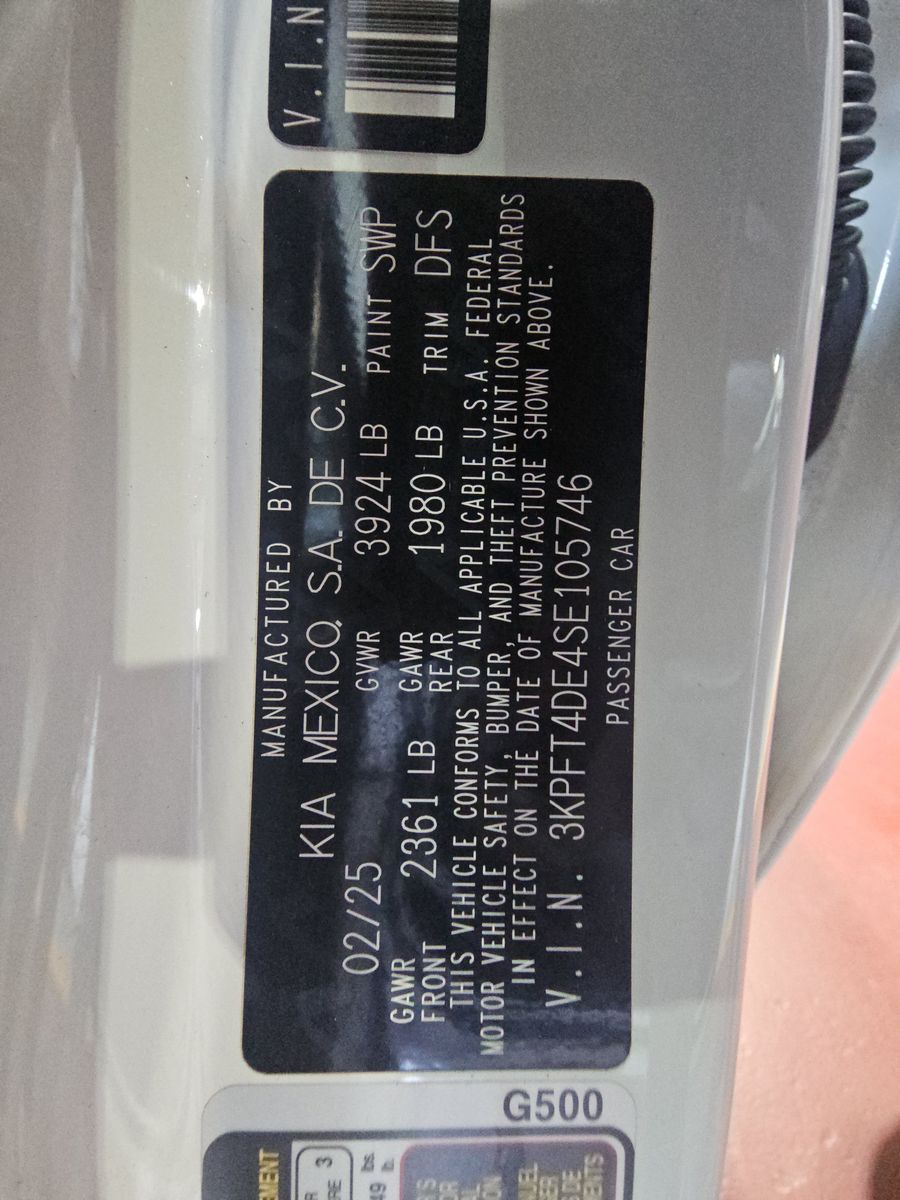 V.I.N
MANUFACTURED BY
KIA MEXICO, S.A. DE C.V.
02/25 GVWR 3924 LB PAINT SWP
GAWR FRONT 2361 LB GAWR REAR 1980 LB TRIM DFS
THIS VEHICLE CONFORMS TO ALL APPLICABLE U.S.A. FEDERAL
MOTOR VEHICLE SAFETY, BUMPER, AND THEFT PREVENTION STANDARDS
IN EFFECT ON THE DATE OF MANUFACTURE SHOWN ABOVE.
V.I.N. 3KPFT4DE4SE105746
PASSENGER CAR
G500
3
lbs.